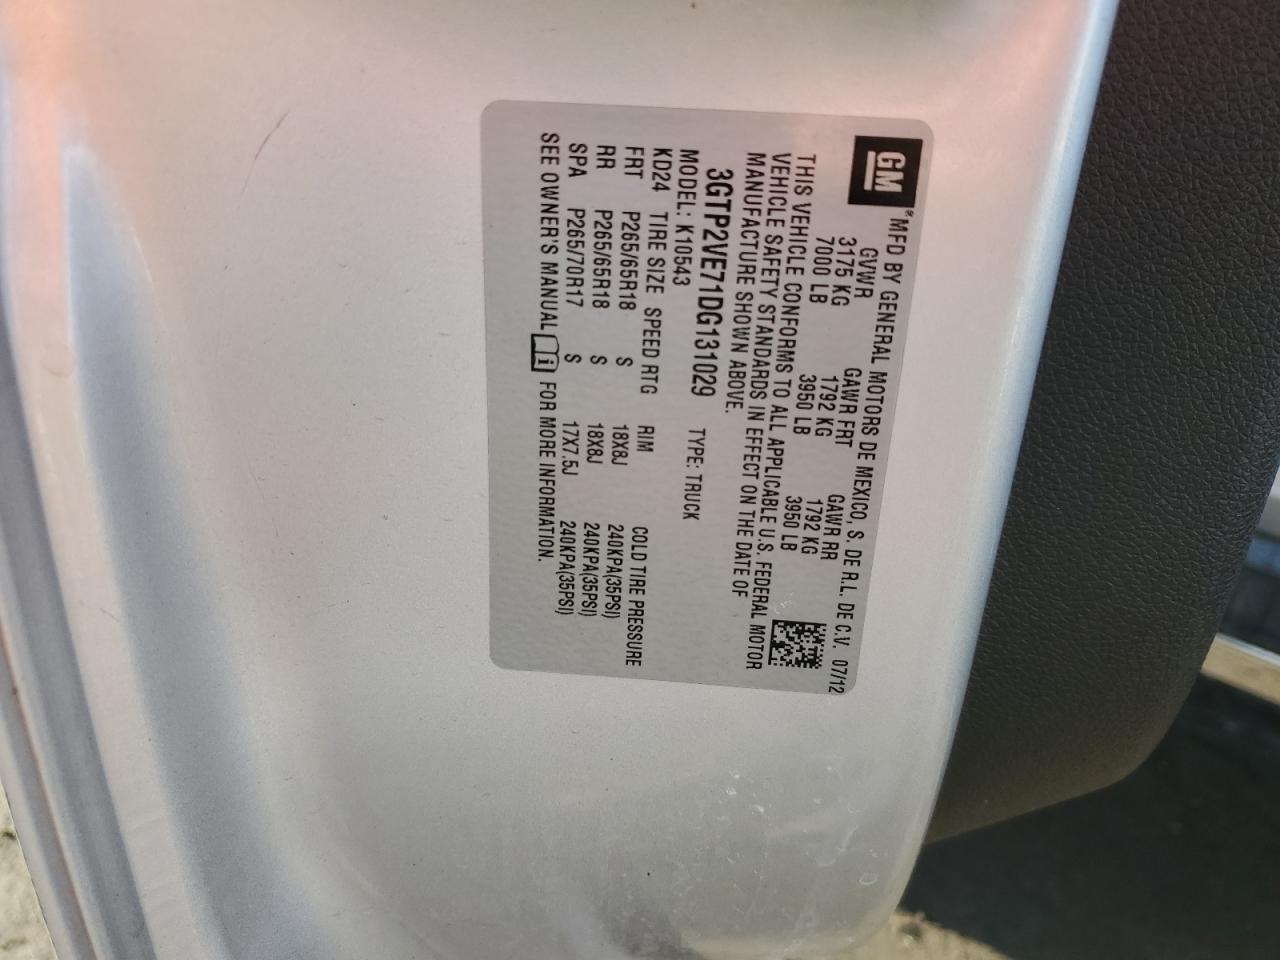 GM® MFD BY GENERAL MOTORS DE MEXICO, S. DE R.L. DE C.V. 07/12
GVWR GAWR FRT GAWR RR
3175 KG 1792 KG 1792 KG
7000 LB 3950 LB 3950 LB
THIS VEHICLE CONFORMS TO ALL APPLICABLE U.S. FEDERAL MOTOR
VEHICLE SAFETY STANDARDS IN EFFECT ON THE DATE OF
MANUFACTURE SHOWN ABOVE.
3GTP2VE71DG131029 TYPE: TRUCK
MODEL: K10543
KD24 TIRE SIZE SPEED RTG RIM COLD TIRE PRESSURE
FRT P265/65R18 S 18X8J 240KPA(35PSI)
RR P265/65R18 S 18X8J 240KPA(35PSI)
SPA P265/70R17 S 17X7.5J 240KPA(35PSI)
SEE OWNER'S MANUAL i FOR MORE INFORMATION.